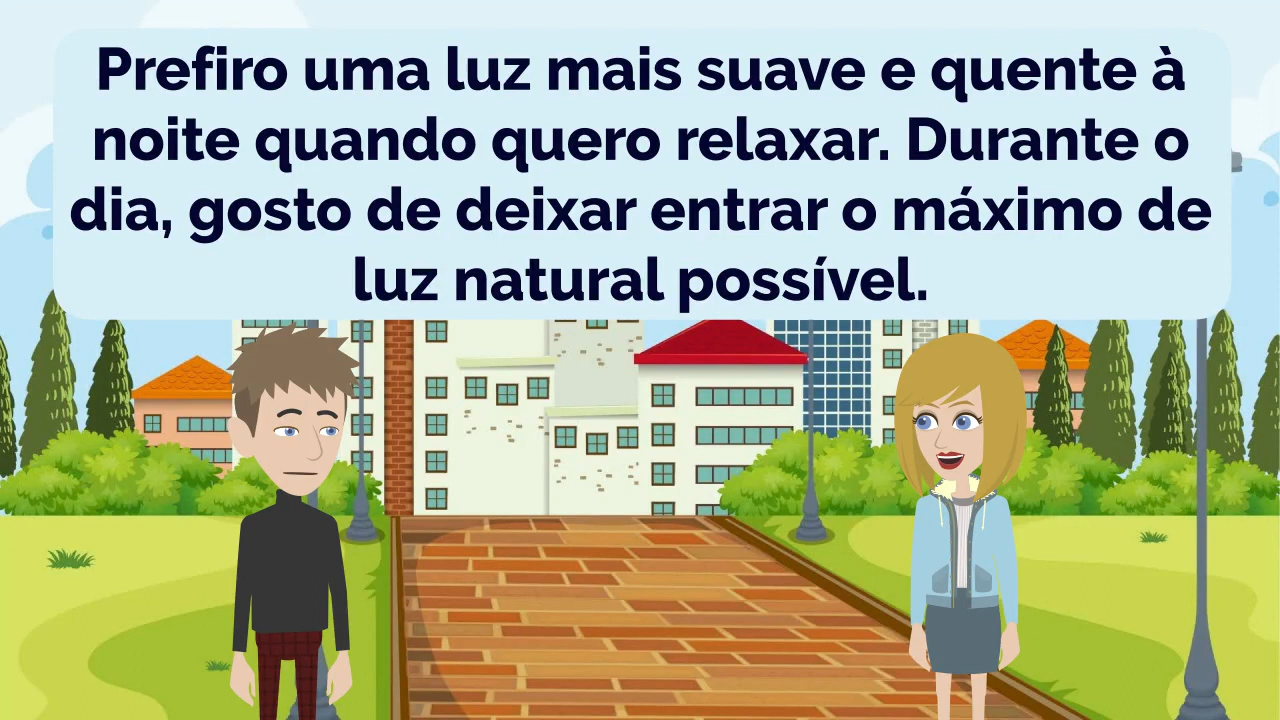 Prefiro uma luz mais suave e quente à
noite quando quero relaxar. Durante o
dia, gosto de deixar entrar o máximo de
luz natural possível.